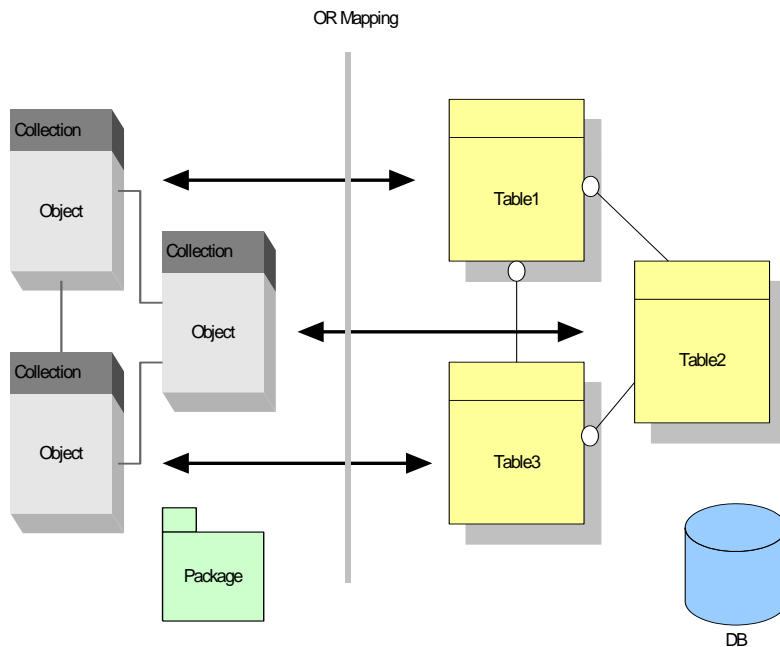 OR Mapping
Collection
Object
Collection
Object
Collection
Object
Package
Table1
Table2
Table3
DB